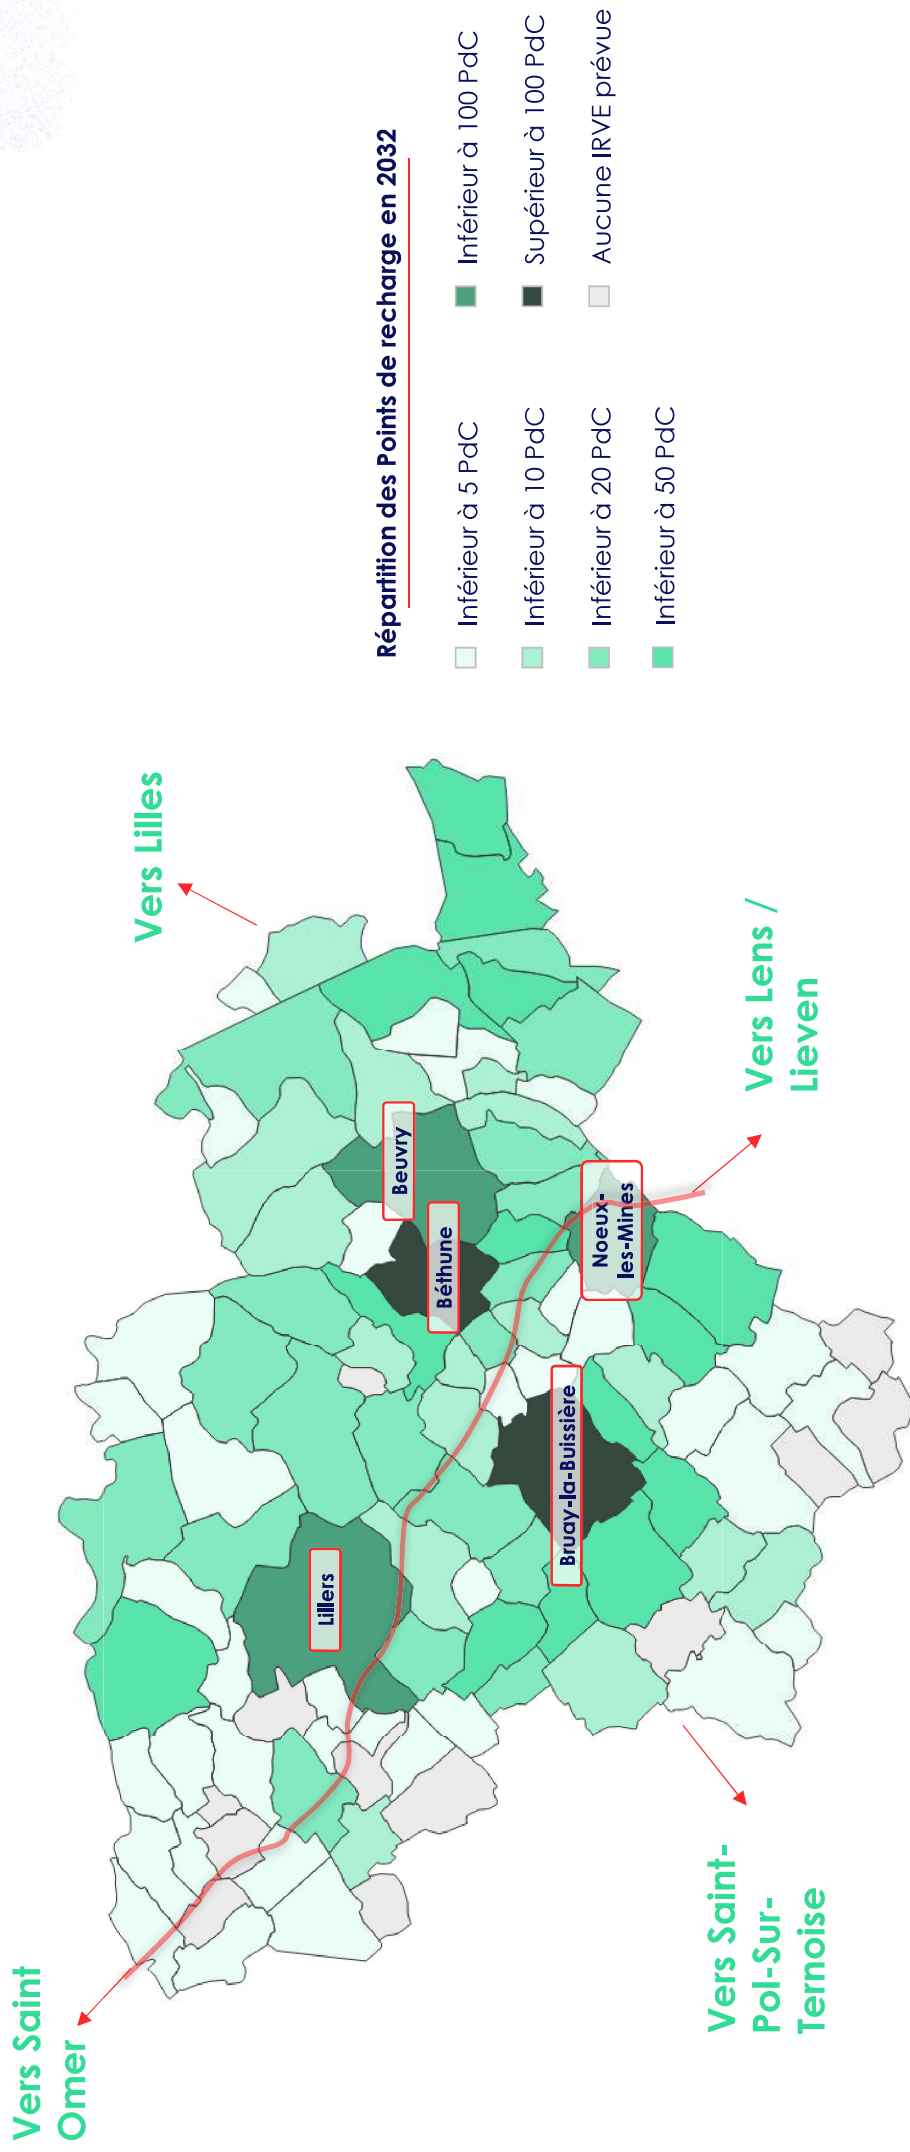 Vers Saint
Omer
Vers Lilles
Lillers
Beuvry
Béthune
Bruay-la-Buissière
Noeux-
les-Mines
Vers Saint-
Pol-Sur-
Ternoise
Vers Lens /
Lieven
Répartition des Points de recharge en 2032
Inférieur à 5 PdC
Inférieur à 10 PdC
Inférieur à 20 PdC
Inférieur à 50 PdC
Inférieur à 100 PdC
Supérieur à 100 PdC
Aucune IRVE prévue